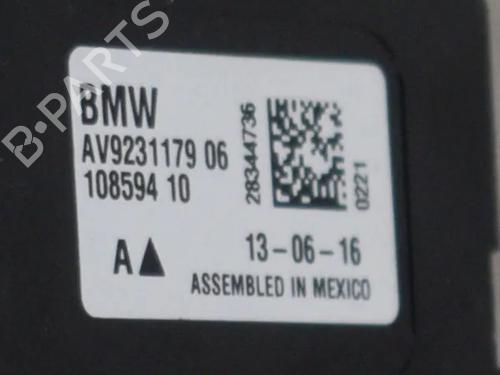 BMW
AV9231179 06
108594 10
28344736
0221
A▲
13-06-16
ASSEMBLED IN MEXICO
B-PARTS